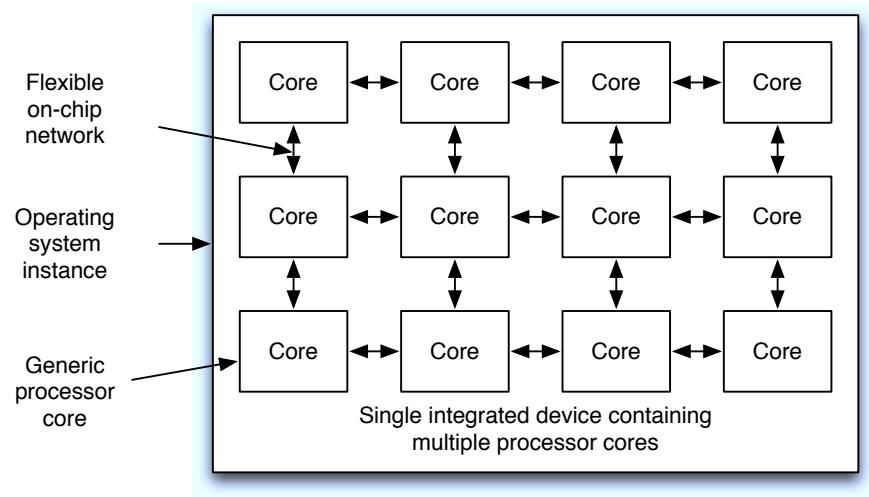 Flexible
on-chip
network
Operating
system
instance
Generic
processor
core
Core Core Core Core
Core Core Core Core
Core Core Core Core
Single integrated device containing
multiple processor cores